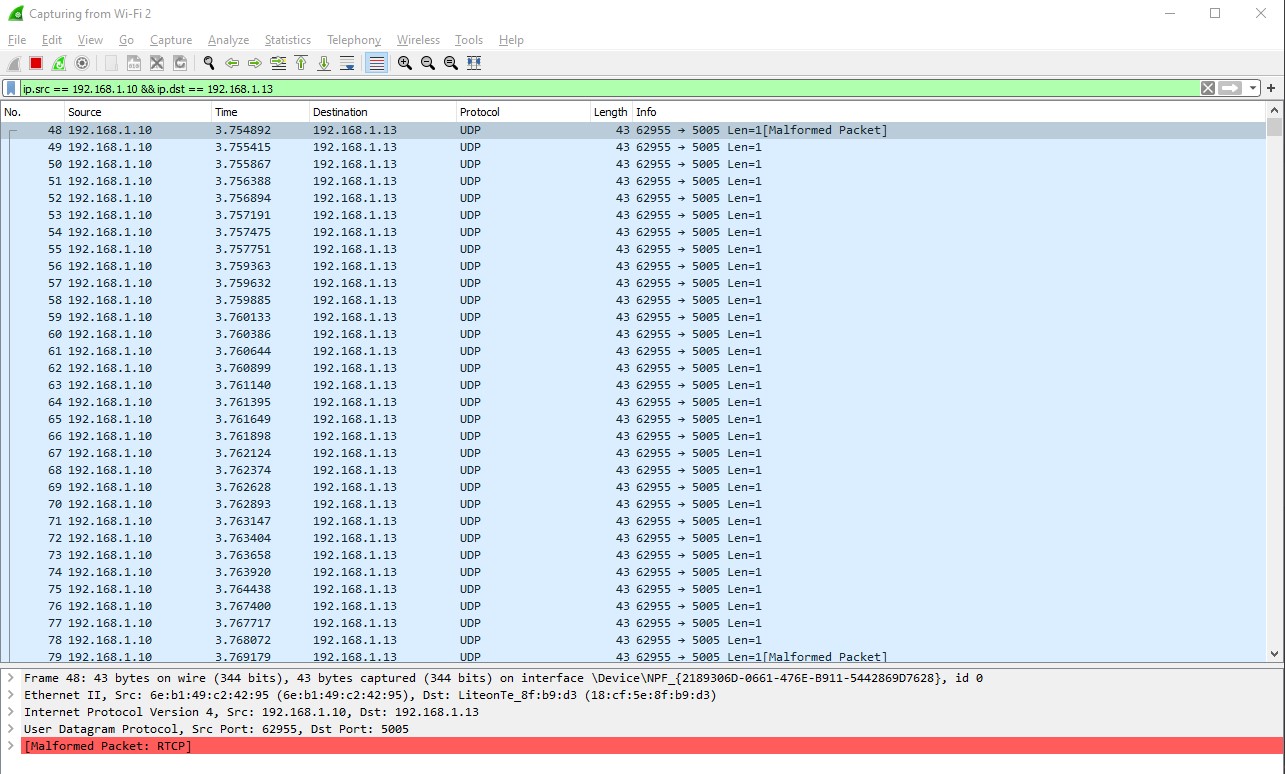 Capturing from Wi-Fi 2
File Edit View Go Capture Analyze Statistics Telephony Wireless Tools Help
ip.src == 192.168.1.10 &&ip.dst == 192.168.1.13
No. Source Time Destination Protocol Length Info
48 192.168.1.10 3.754892 192.168.1.13 UDP 43 62955 → 5005 Len=1[Malformed Packet]
49 192.168.1.10 3.755415 192.168.1.13 UDP 43 62955 → 5005 Len=1
50 192.168.1.10 3.755867 192.168.1.13 UDP 43 62955 → 5005 Len=1
51 192.168.1.10 3.756388 192.168.1.13 UDP 43 62955 → 5005 Len=1
52 192.168.1.10 3.756894 192.168.1.13 UDP 43 62955 → 5005 Len=1
53 192.168.1.10 3.757191 192.168.1.13 UDP 43 62955 → 5005 Len=1
54 192.168.1.10 3.757475 192.168.1.13 UDP 43 62955 → 5005 Len=1
55 192.168.1.10 3.757751 192.168.1.13 UDP 43 62955 → 5005 Len=1
56 192.168.1.10 3.759363 192.168.1.13 UDP 43 62955 → 5005 Len=1
57 192.168.1.10 3.759632 192.168.1.13 UDP 43 62955 → 5005 Len=1
58 192.168.1.10 3.759885 192.168.1.13 UDP 43 62955 → 5005 Len=1
59 192.168.1.10 3.760133 192.168.1.13 UDP 43 62955 → 5005 Len=1
60 192.168.1.10 3.760386 192.168.1.13 UDP 43 62955 → 5005 Len=1
61 192.168.1.10 3.760644 192.168.1.13 UDP 43 62955 → 5005 Len=1
62 192.168.1.10 3.760899 192.168.1.13 UDP 43 62955 → 5005 Len=1
63 192.168.1.10 3.761140 192.168.1.13 UDP 43 62955 → 5005 Len=1
64 192.168.1.10 3.761395 192.168.1.13 UDP 43 62955 → 5005 Len=1
65 192.168.1.10 3.761649 192.168.1.13 UDP 43 62955 → 5005 Len=1
66 192.168.1.10 3.761898 192.168.1.13 UDP 43 62955 → 5005 Len=1
67 192.168.1.10 3.762124 192.168.1.13 UDP 43 62955 → 5005 Len=1
68 192.168.1.10 3.762374 192.168.1.13 UDP 43 62955 → 5005 Len=1
69 192.168.1.10 3.762628 192.168.1.13 UDP 43 62955 → 5005 Len=1
70 192.168.1.10 3.762893 192.168.1.13 UDP 43 62955 → 5005 Len=1
71 192.168.1.10 3.763147 192.168.1.13 UDP 43 62955 → 5005 Len=1
72 192.168.1.10 3.763404 192.168.1.13 UDP 43 62955 → 5005 Len=1
73 192.168.1.10 3.763658 192.168.1.13 UDP 43 62955 → 5005 Len=1
74 192.168.1.10 3.763920 192.168.1.13 UDP 43 62955 → 5005 Len=1
75 192.168.1.10 3.764438 192.168.1.13 UDP 43 62955 → 5005 Len=1
76 192.168.1.10 3.767400 192.168.1.13 UDP 43 62955 → 5005 Len=1
77 192.168.1.10 3.767717 192.168.1.13 UDP 43 62955 → 5005 Len=1
78 192.168.1.10 3.768072 192.168.1.13 UDP 43 62955 → 5005 Len=1
79 192.168.1.10 3.769179 192.168.1.13 UDP 43 62955 → 5005 Len=1[Malformed Packet]
Frame 48: 43 bytes on wire (344 bits), 43 bytes captured (344 bits) on interface \Device\NPF_{2189306D-0661-476E-B911-5442869D7628}, id 0
Ethernet II, Src: 6e:b1:49:c2:42:95 (6e:b1:49:c2:42:95), Dst: LiteonTe_8f:b9:d3 (18:cf:5e:8f:b9:d3)
Internet Protocol Version 4, Src: 192.168.1.10, Dst: 192.168.1.13
User Datagram Protocol, Src Port: 62955, Dst Port: 5005
[Malformed Packet: RTCP]